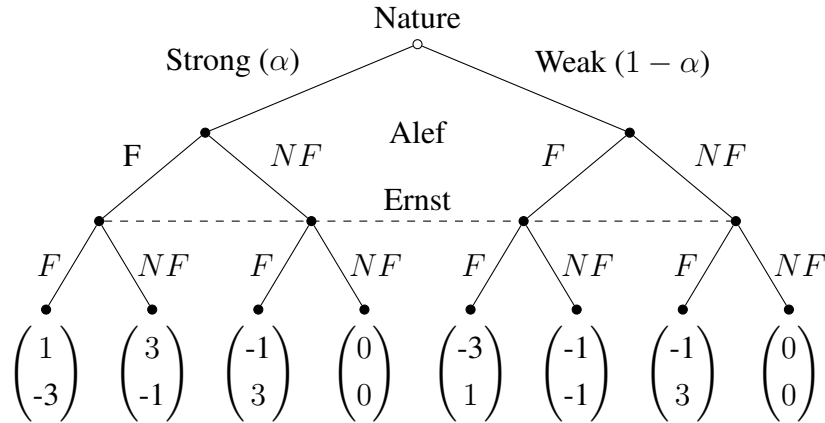 Nature
Strong (α) Weak (1 − α)
Alef
F NF F NF
Ernst
F NF F NF F NF F NF
1 3 -1 0 -3 -1 -1 0
-3 -1 3 0 1 -1 3 0